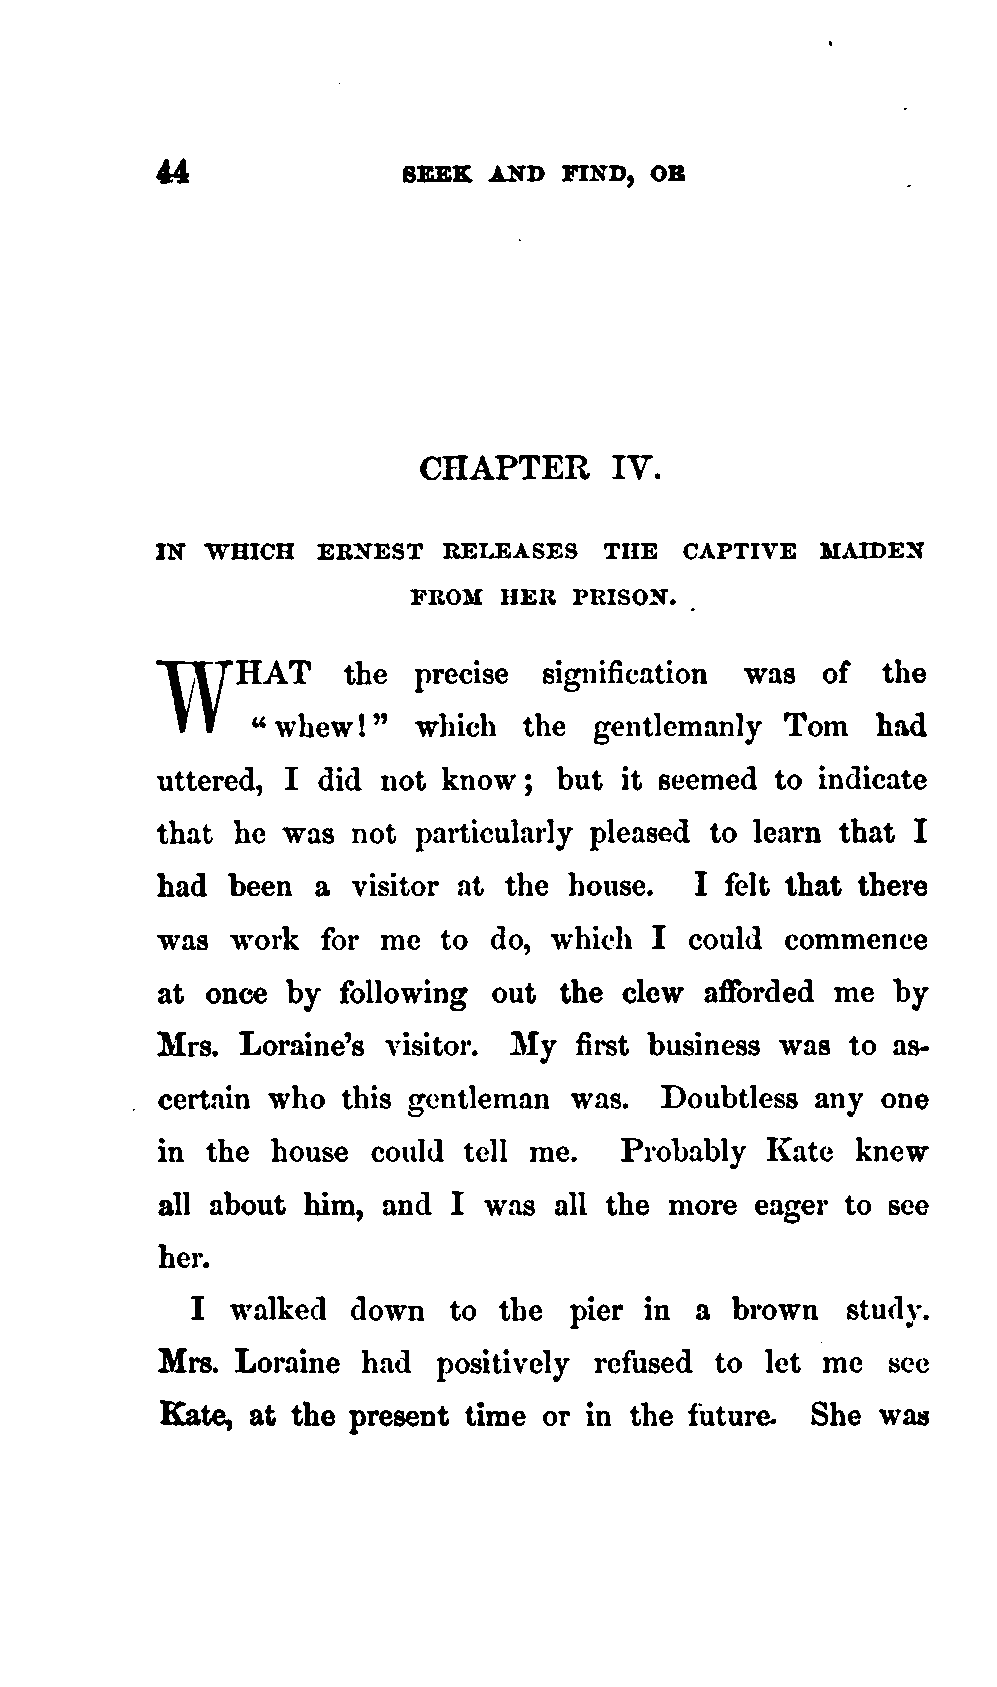 44 SEEK AND FIND, OR
CHAPTER IV.
IN WHICH ERNEST RELEASES THE CAPTIVE MAIDEN
FROM HER PRISON.
WHAT the precise signification was of the
“whew!” which the gentlemanly Tom had
uttered, I did not know; but it seemed to indicate
that he was not particularly pleased to learn that I
had been a visitor at the house. I felt that there
was work for me to do, which I could commence
at once by following out the clew afforded me by
Mrs. Loraine’s visitor. My first business was to as-
certain who this gentleman was. Doubtless any one
in the house could tell me. Probably Kate knew
all about him, and I was all the more eager to see
her.
I walked down to the pier in a brown study.
Mrs. Loraine had positively refused to let me see
Kate, at the present time or in the future. She was